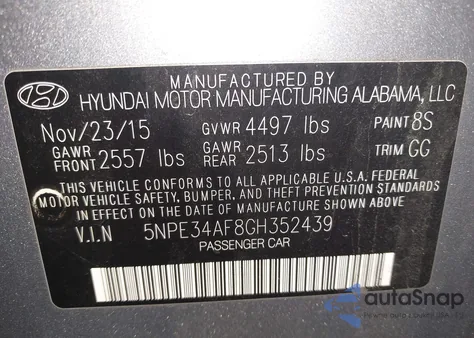 MANUFACTURED BY
HYUNDAI MOTOR MANUFACTURING ALABAMA, LLC
Nov/23/15 GVWR 4497 lbs PAINT 8S
GAWR FRONT 2557 lbs GAWR REAR 2513 lbs TRIM GG
THIS VEHICLE CONFORMS TO ALL APPLICABLE U.S.A. FEDERAL
MOTOR VEHICLE SAFETY, BUMPER, AND THEFT PREVENTION STANDARDS
IN EFFECT ON THE DATE OF MANUFACTURE SHOWN ABOVE
V.I.N 5NPE34AF8GH352439
PASSENGER CAR
autoSnap